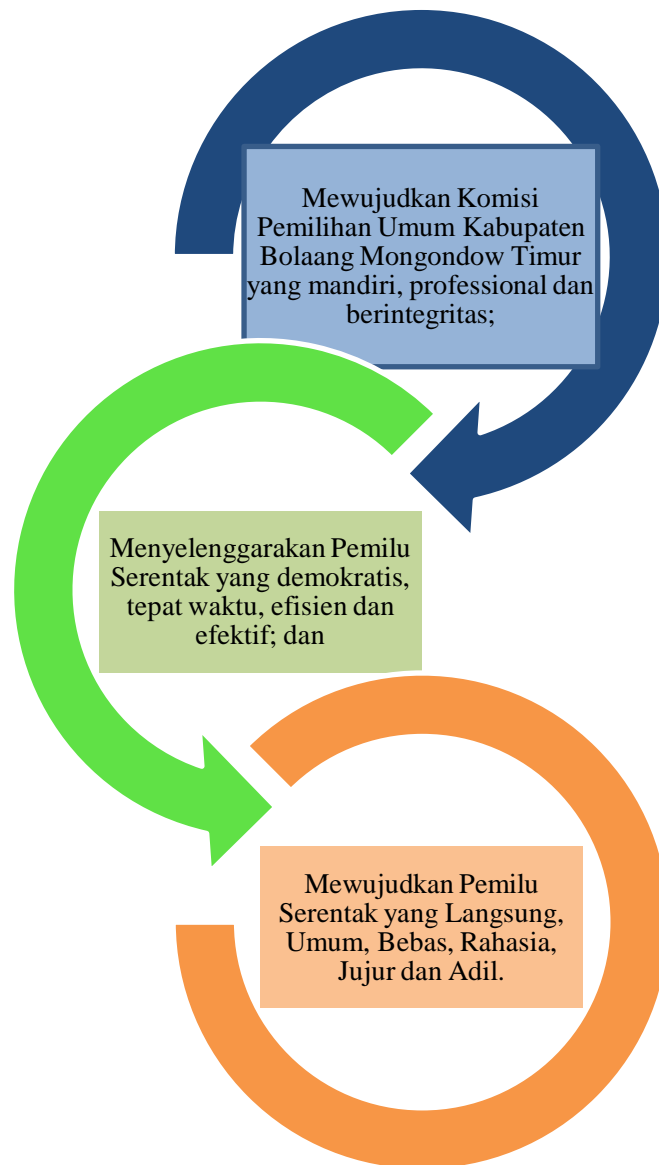 Mewujudkan Komisi
Pemilihan Umum Kabupaten
Bolaang Mongondow Timur
yang mandiri, professional dan
berintegritas;
Menyelenggarakan Pemilu
Serentak yang demokratis,
tepat waktu, efisien dan
efektif; dan
Mewujudkan Pemilu
Serentak yang Langsung,
Umum, Bebas, Rahasia,
Jujur dan Adil.